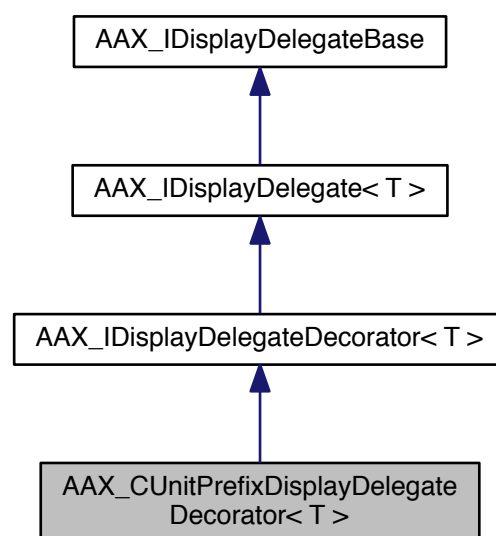 AAX_IDisplayDelegateBase
AAX_IDisplayDelegate< T >
AAX_IDisplayDelegateDecorator< T >
AAX_CUnitPrefixDisplayDelegate
Decorator< T >